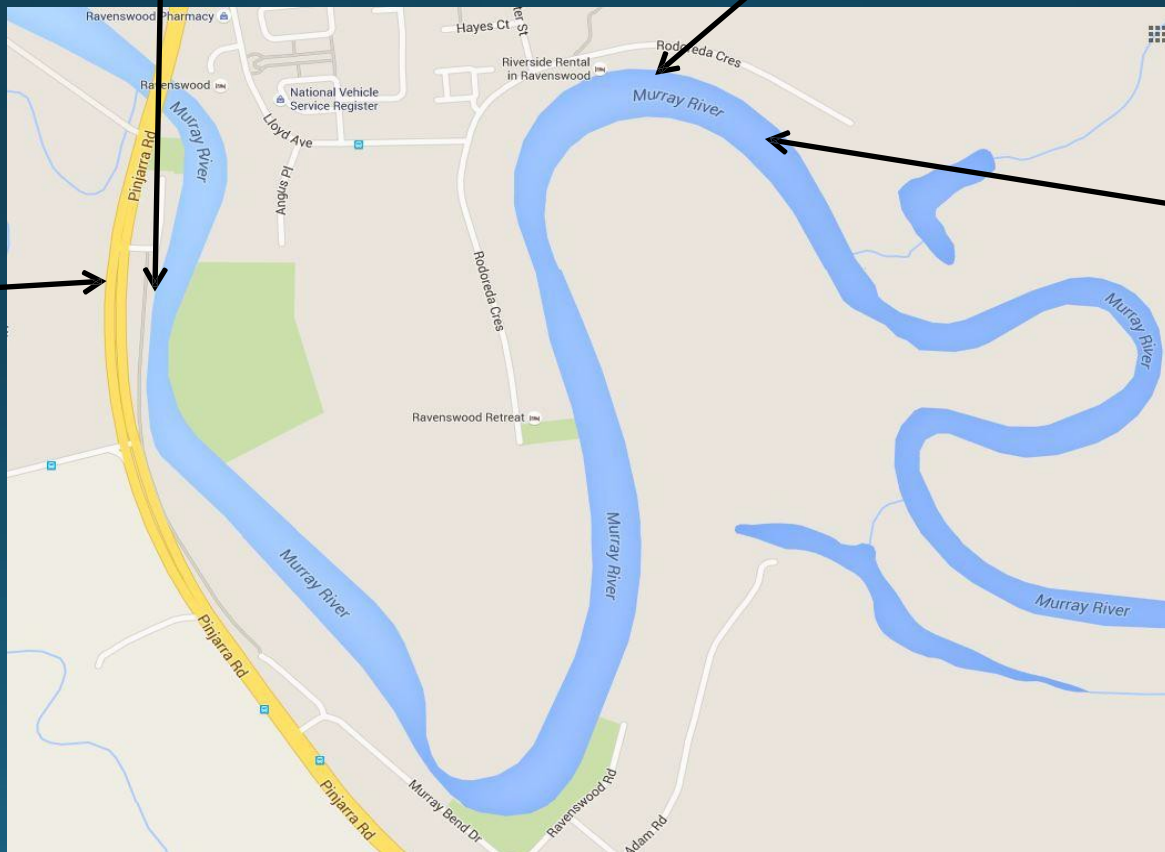 Ravenswood Pharmacy
Hayes Ct
ter St
Rodoreda Cres
Riverside Rental
in Ravenswood
Ravenswood
National Vehicle
Service Register
Murray River
Murray River
Lloyd Ave
Pinjarra Rd
Angus Pl
Rodoreda Cres
Murray River
Ravenswood Retreat
Murray River
Murray River
Murray River
Pinjarra Rd
Pinjarra Rd
Murray Bend Dr
Ravenswood Rd
Adam Rd